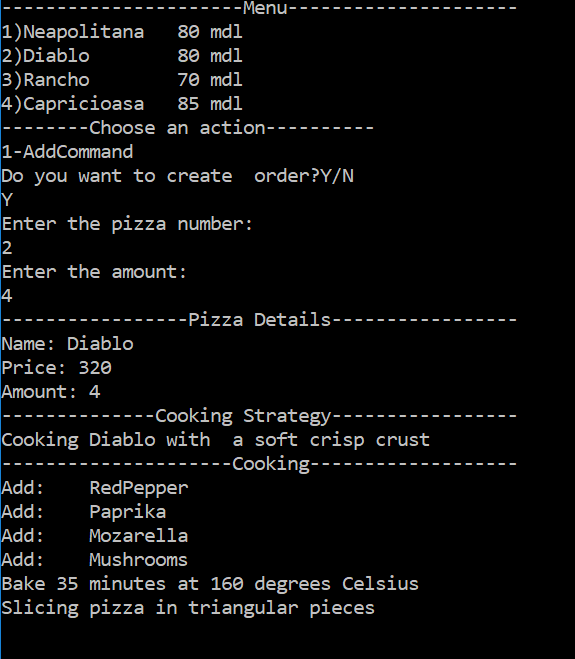 ----------------------Menu---------------------
1)Neapolitana   80 mdl
2)Diablo        80 mdl
3)Rancho        70 mdl
4)Capricioasa   85 mdl
--------Choose an action----------
1-AddCommand
Do you want to create  order?Y/N
Y
Enter the pizza number:
2
Enter the amount:
4
-----------------Pizza Details-----------------
Name: Diablo
Price: 320
Amount: 4
--------------Cooking Strategy-----------------
Cooking Diablo with  a soft crisp crust
---------------------Cooking-------------------
Add:    RedPepper
Add:    Paprika
Add:    Mozarella
Add:    Mushrooms
Bake 35 minutes at 160 degrees Celsius
Slicing pizza in triangular pieces